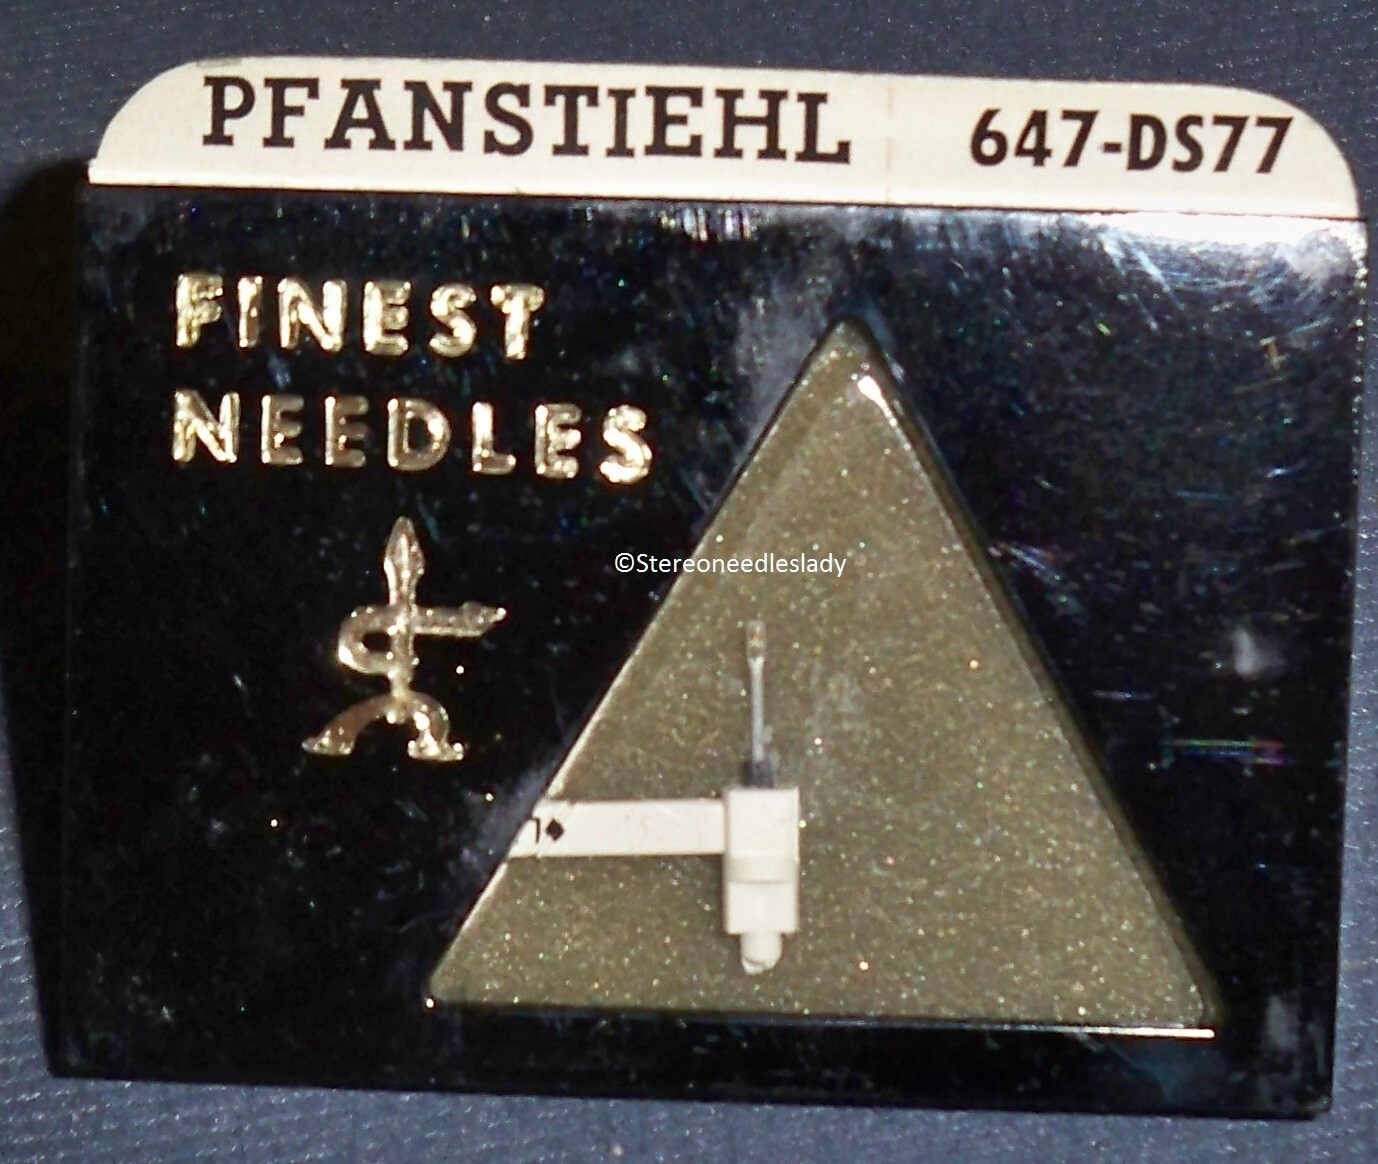 PFANSTIEHL 647-DS77
FINEST
NEEDLES
©Stereoneedleslady